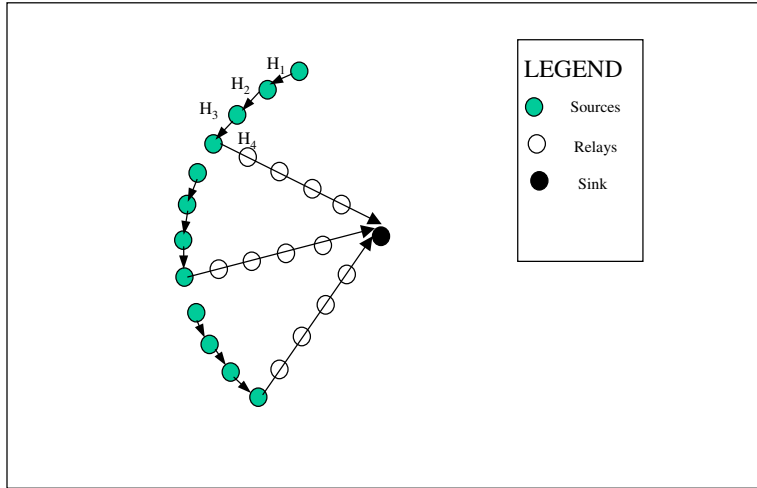 H1
H2
H3
H4
LEGEND
Sources
Relays
Sink